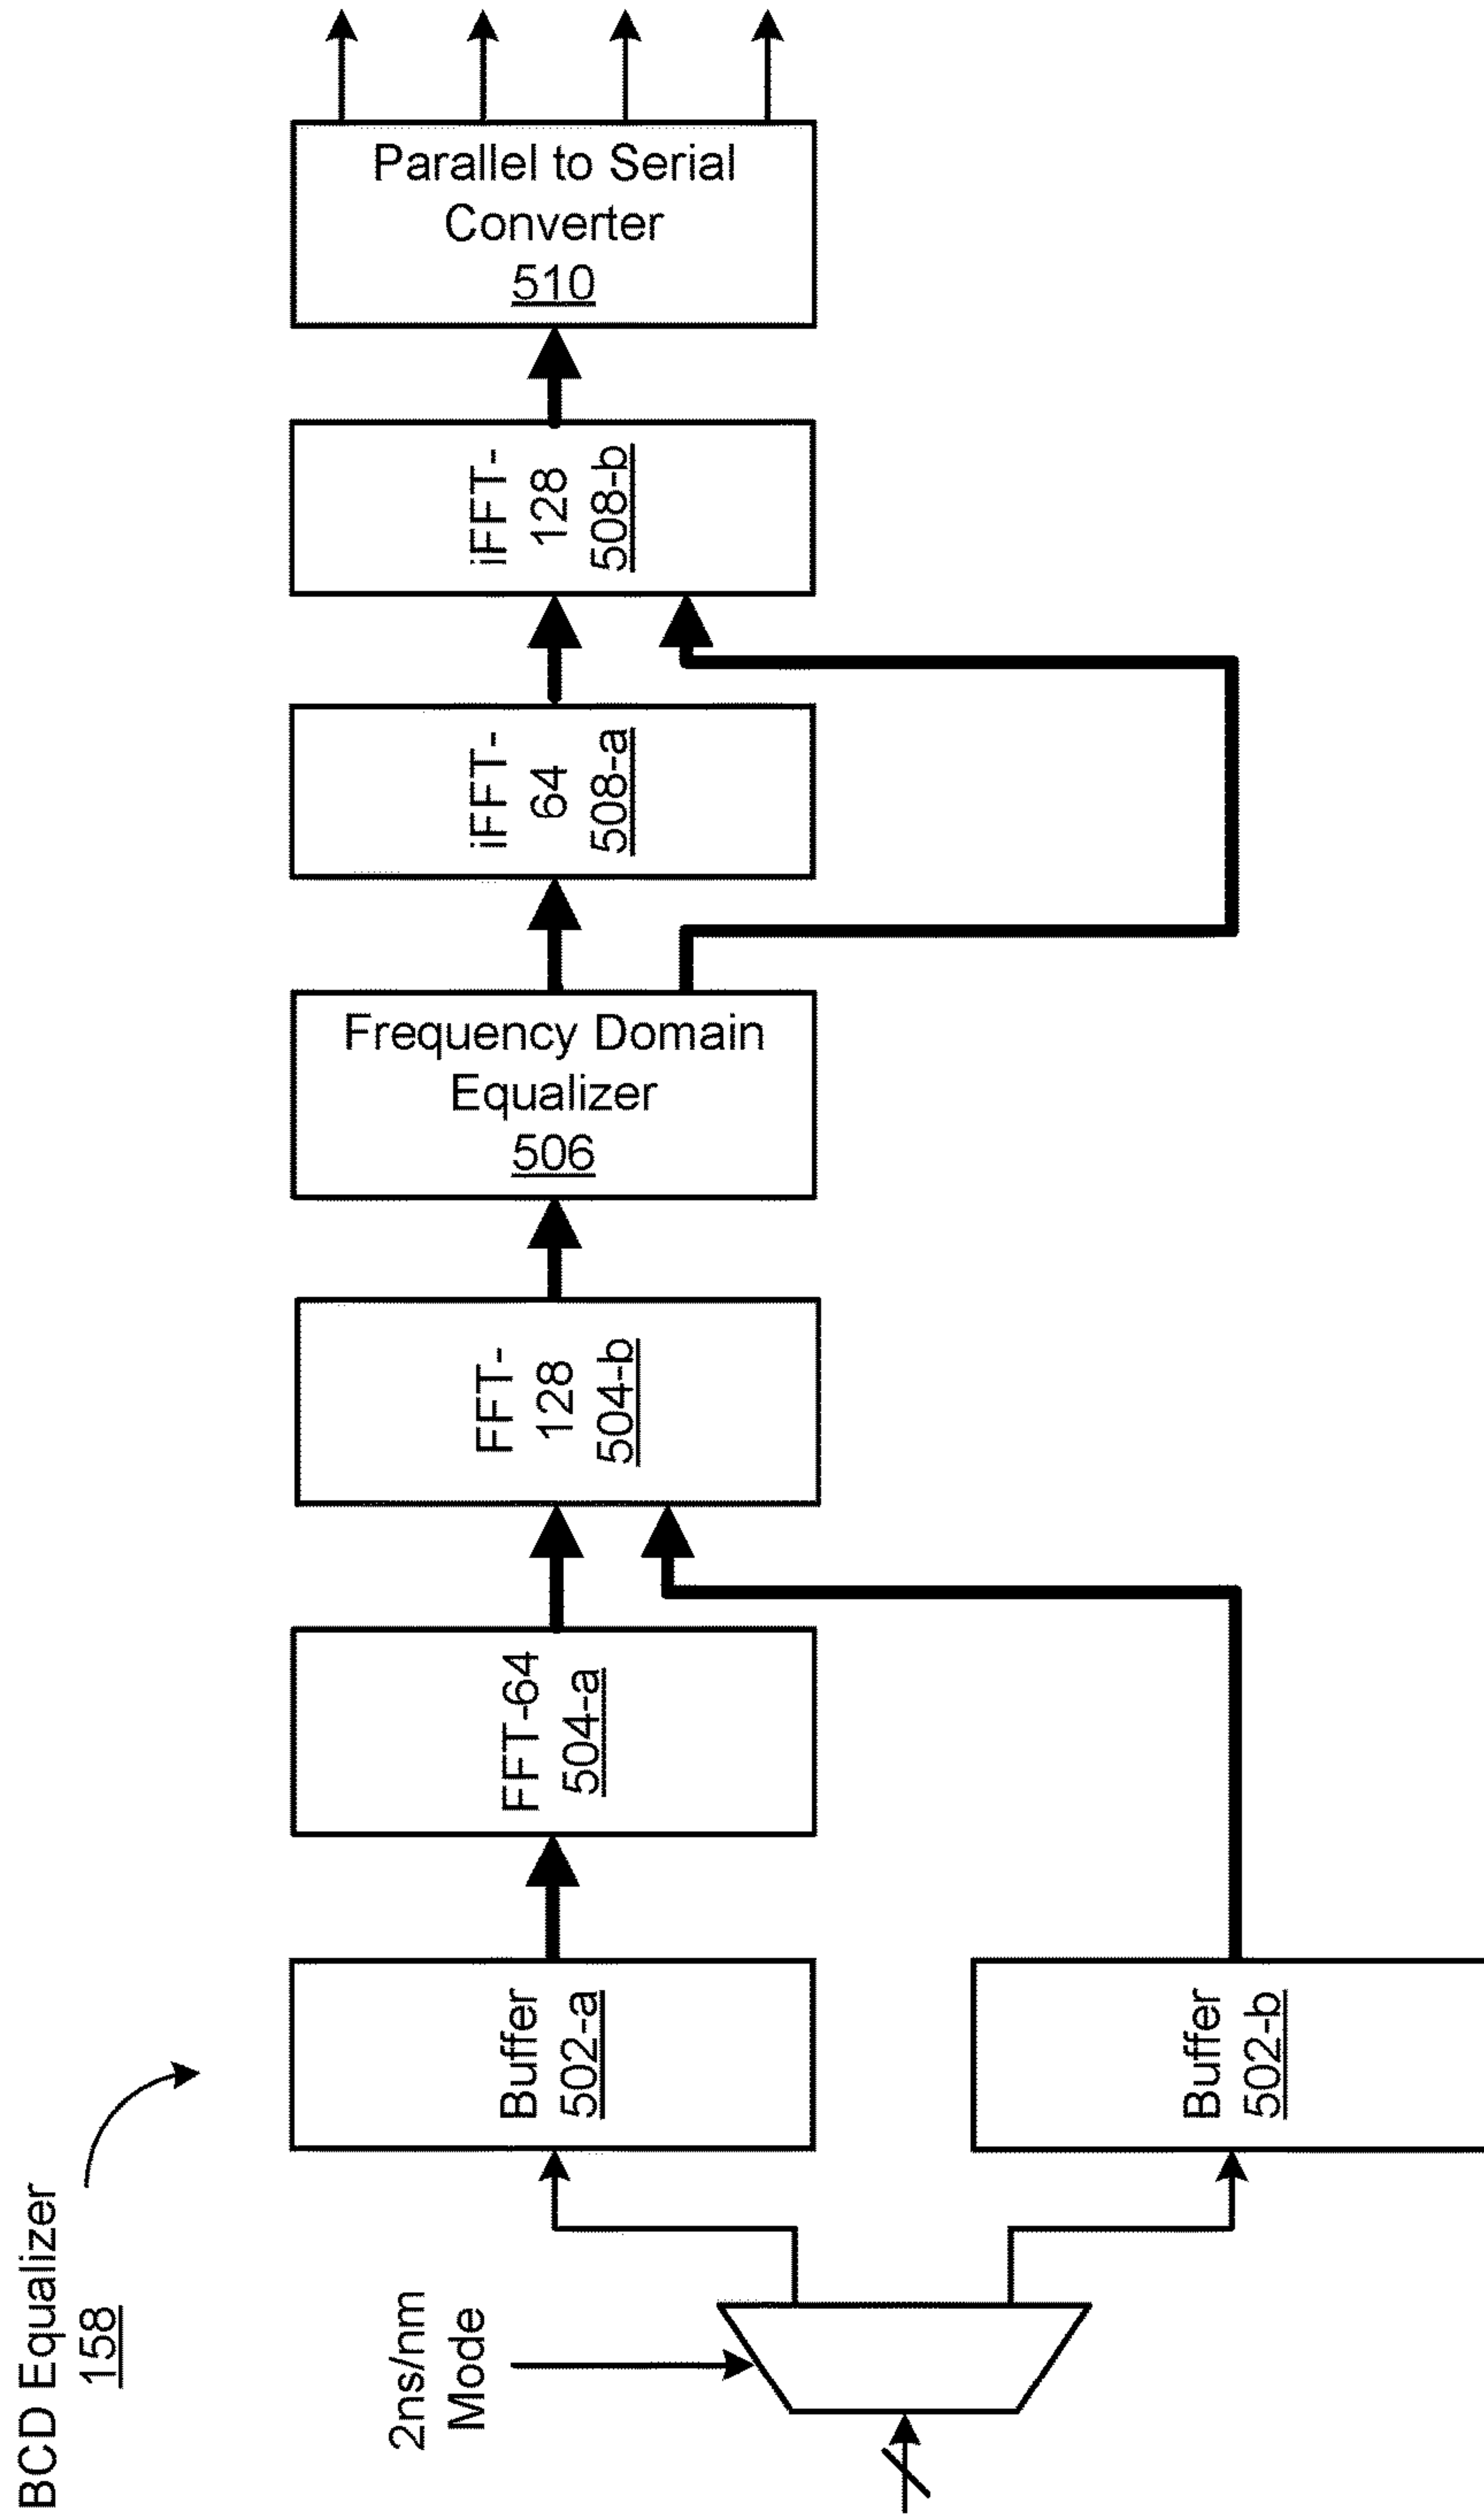 BCD Equalizer
158
2ns/nm
Mode
Buffer
502-a
Buffer
502-b
FFT-64
504-a
FFT-
128
504-b
Frequency Domain
Equalizer
506
iFFT-
64
508-a
iFFT-
128
508-b
Parallel to Serial
Converter
510